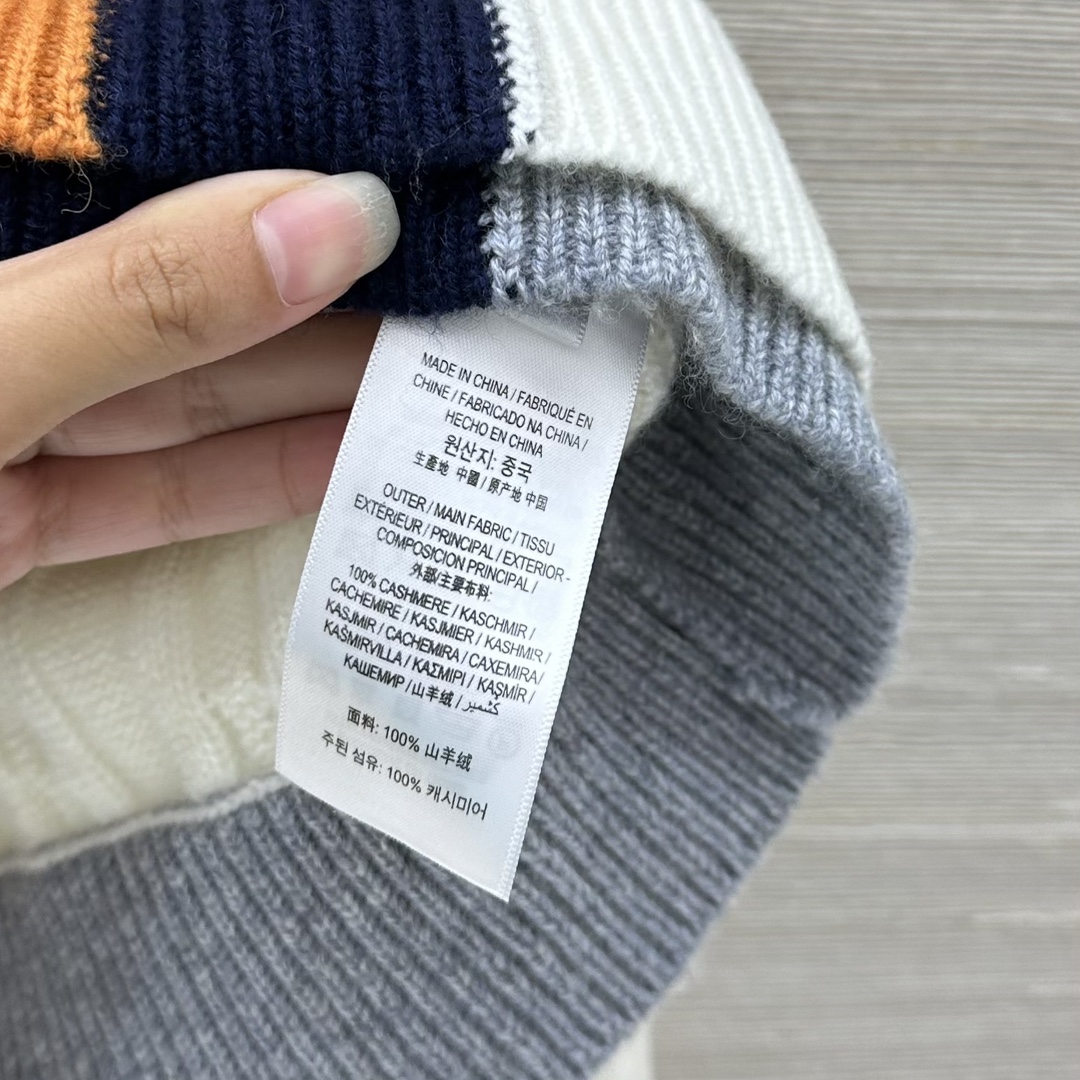 MADE IN CHINA / FABRIQUÉ EN
CHINE / FABRICADO NA CHINA /
HECHO EN CHINA
원산지: 중국
生產地 中國 / 原产地 中国
OUTER / MAIN FABRIC / TISSU
EXTÉRIEUR / PRINCIPAL / EXTERIOR -
COMPOSICION PRINCIPAL /
外部/主要布料:
100% CASHMERE / KASCHMIR /
CACHEMIRE / KASJMIER / KASHMIR /
KASJMIR / CACHEMIRA / CAXEMIRA /
KAŠMIRVILLA / ΚΑΣΜΙΡΙ / KAŞMİR /
КАШЕМИР / 山羊绒 / كشمير
面料: 100% 山羊绒
주된 섬유: 100% 캐시미어